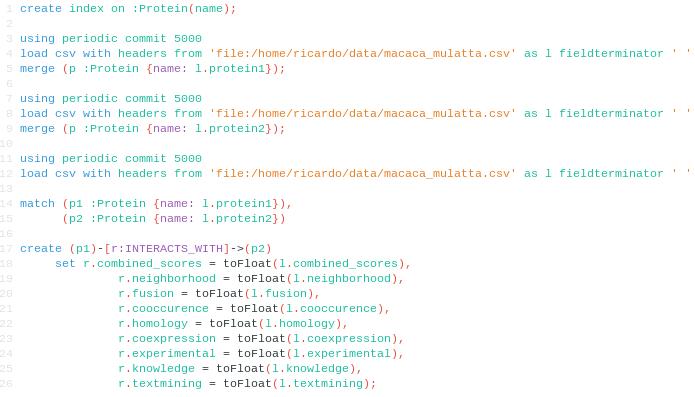 1 create index on :Protein(name);
2
3 using periodic commit 5000
4 load csv with headers from 'file:/home/ricardo/data/macaca_mulatta.csv' as l fieldterminator ' '
5 merge (p :Protein {name: l.protein1});
6
7 using periodic commit 5000
8 load csv with headers from 'file:/home/ricardo/data/macaca_mulatta.csv' as l fieldterminator ' '
9 merge (p :Protein {name: l.protein2});
10
11 using periodic commit 5000
12 load csv with headers from 'file:/home/ricardo/data/macaca_mulatta.csv' as l fieldterminator ' '
13
14 match (p1 :Protein {name: l.protein1}),
15       (p2 :Protein {name: l.protein2})
16
17 create (p1)-[r:INTERACTS_WITH]->(p2)
18      set r.combined_scores = toFloat(l.combined_scores),
19               r.neighborhood = toFloat(l.neighborhood),
20               r.fusion = toFloat(l.fusion),
21               r.cooccurence = toFloat(l.cooccurence),
22               r.homology = toFloat(l.homology),
23               r.coexpression = toFloat(l.coexpression),
24               r.experimental = toFloat(l.experimental),
25               r.knowledge = toFloat(l.knowledge),
26               r.textmining = toFloat(l.textmining);